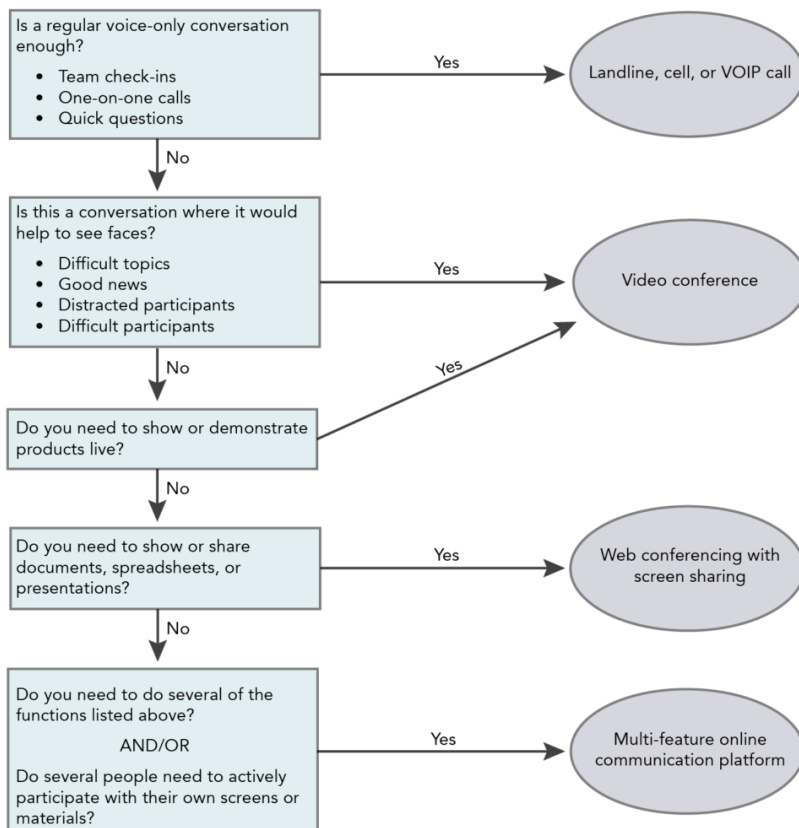 Is a regular voice-only conversation
enough?
• Team check-ins
• One-on-one calls
• Quick questions
Yes
Landline, cell, or VOIP call
No
Is this a conversation where it would
help to see faces?
• Difficult topics
• Good news
• Distracted participants
• Difficult participants
Yes
Video conference
No
Do you need to show or demonstrate
products live?
Yes
No
Do you need to show or share
documents, spreadsheets, or
presentations?
Yes
Web conferencing with
screen sharing
No
Do you need to do several of the
functions listed above?
AND/OR
Do several people need to actively
participate with their own screens or
materials?
Yes
Multi-feature online
communication platform